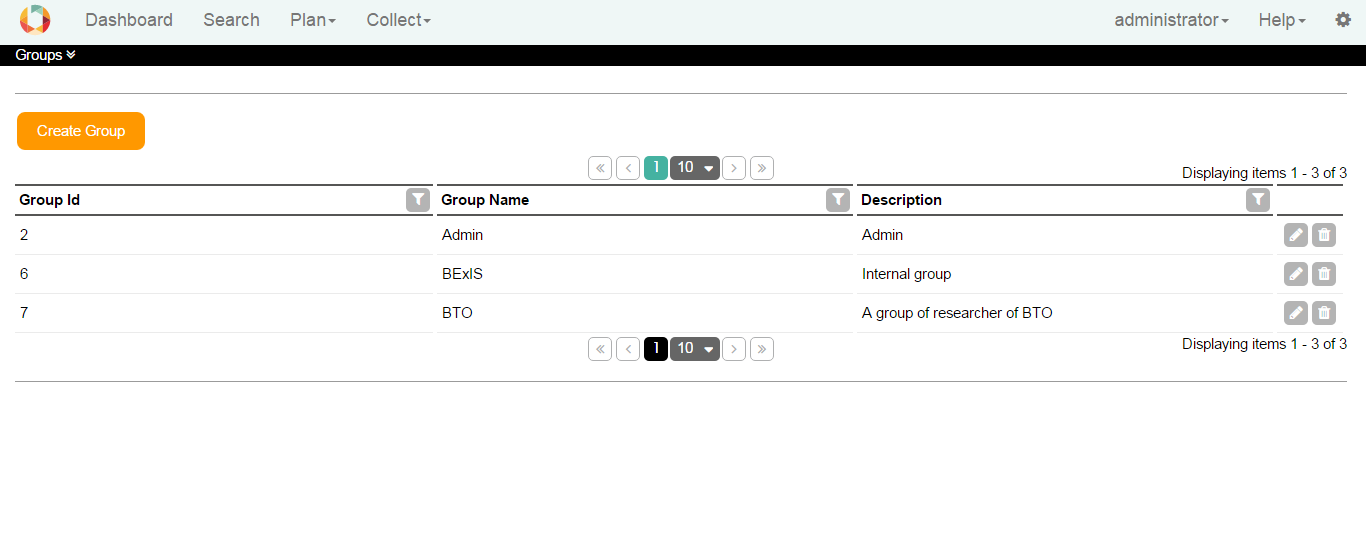 Dashboard Search Plan Collect administrator Help
Groups
Create Group
1 10
Displaying items 1 - 3 of 3
Group Id Group Name Description
2 Admin Admin
6 BExIS Internal group
7 BTO A group of researcher of BTO
1 10
Displaying items 1 - 3 of 3